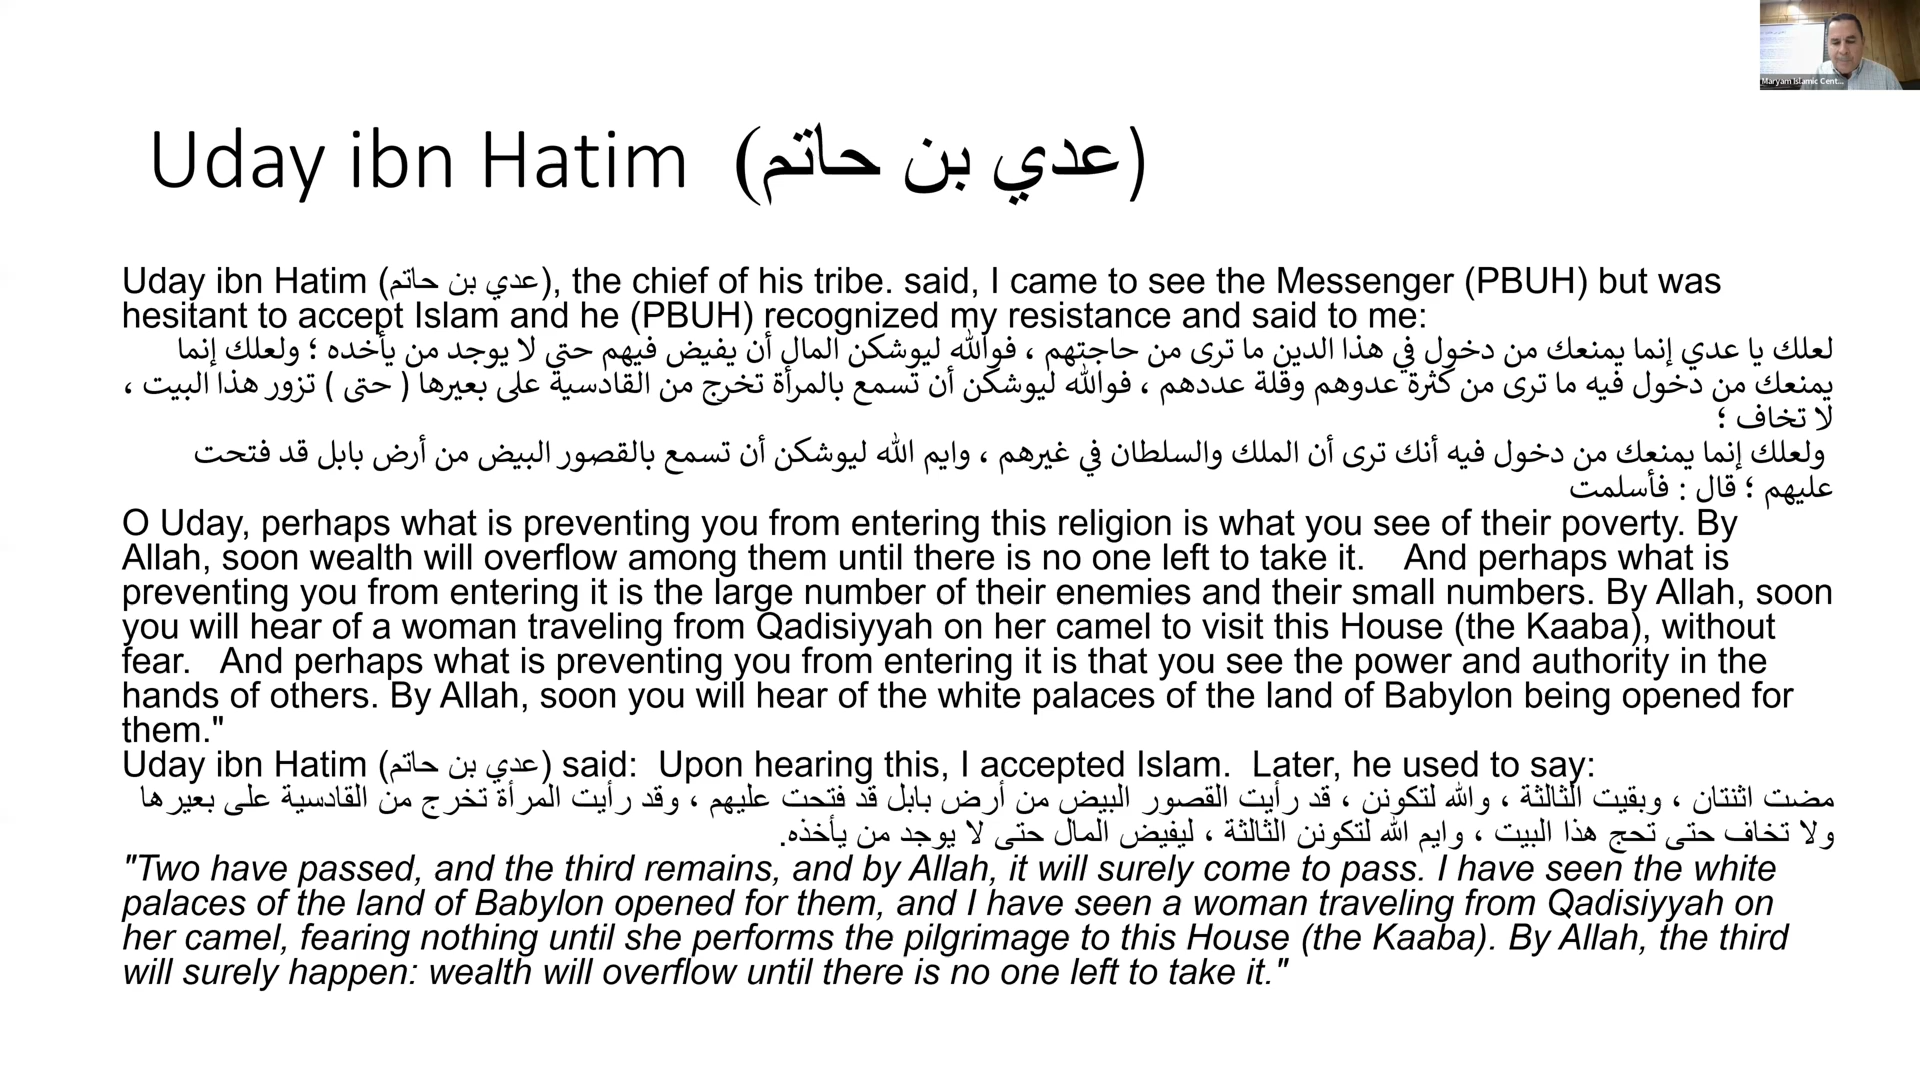 Maryam Islamic Cent...
Uday ibn Hatim (عدي بن حاتم)
Uday ibn Hatim (عدي بن حاتم), the chief of his tribe. said, I came to see the Messenger (PBUH) but was
hesitant to accept Islam and he (PBUH) recognized my resistance and said to me:
لعلك يا عدي إنما يمنعك من دخول في هذا الدين ما ترى من حاجتهم ، فوالله ليوشكن المال أن يفيض فيهم حتى لا يوجد من يأخده ؛ ولعلك إنما
يمنعك من دخول فيه ما ترى من كثرة عدوهم وقلة عددهم ، فوالله ليوشكن أن تسمع بالمرأة تخرج من القادسية على بعيرها ( حتى ) تزور هذا البيت ،
لا تخاف ؛
ولعلك إنما يمنعك من دخول فيه أنك ترى أن الملك والسلطان في غيرهم ، وايم الله ليوشكن أن تسمع بالقصور البيض من أرض بابل قد فتحت
عليهم ؛ قال : فأسلمت
O Uday, perhaps what is preventing you from entering this religion is what you see of their poverty. By
Allah, soon wealth will overflow among them until there is no one left to take it. And perhaps what is
preventing you from entering it is the large number of their enemies and their small numbers. By Allah, soon
you will hear of a woman traveling from Qadisiyyah on her camel to visit this House (the Kaaba), without
fear. And perhaps what is preventing you from entering it is that you see the power and authority in the
hands of others. By Allah, soon you will hear of the white palaces of the land of Babylon being opened for
them."
Uday ibn Hatim (عدي بن حاتم) said: Upon hearing this, I accepted Islam. Later, he used to say:
مضت اثنتان ، وبقيت الثالثة ، والله لتكونن ، قد رأيت القصور البيض من أرض بابل قد فتحت عليهم ، وقد رأيت المرأة تخرج من القادسية على بعيرها
ولا تخاف حتى تحج هذا البيت ، وايم الله لتكونن الثالثة ، ليفيض المال حتى لا يوجد من يأخذه.
"Two have passed, and the third remains, and by Allah, it will surely come to pass. I have seen the white
palaces of the land of Babylon opened for them, and I have seen a woman traveling from Qadisiyyah on
her camel, fearing nothing until she performs the pilgrimage to this House (the Kaaba). By Allah, the third
will surely happen: wealth will overflow until there is no one left to take it."